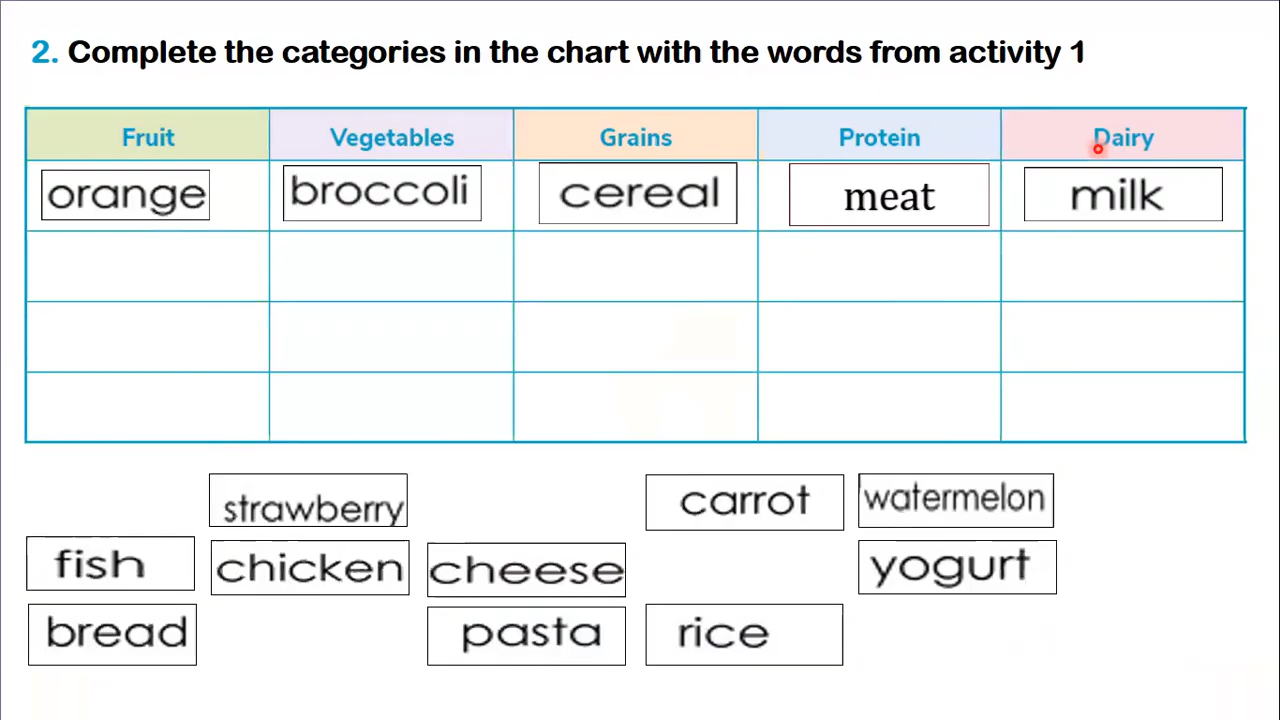 2. Complete the categories in the chart with the words from activity 1
Fruit Vegetables Grains Protein Dairy
orange broccoli cereal meat milk
strawberry carrot watermelon
fish chicken cheese yogurt
bread pasta rice